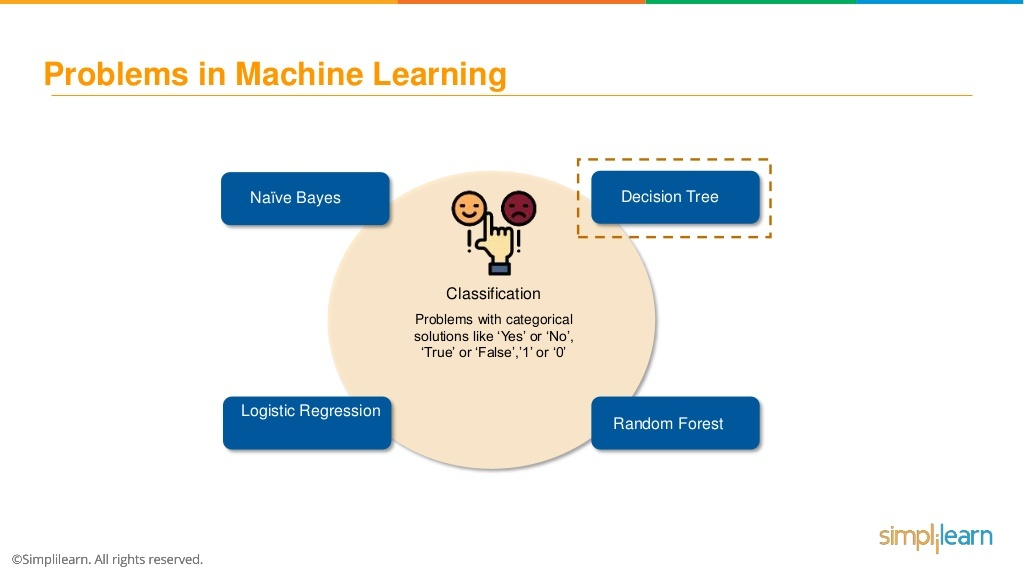 Problems in Machine Learning
Naïve Bayes
Decision Tree
Classification
Problems with categorical
solutions like ‘Yes’ or ‘No’,
‘True’ or ‘False’,’1’ or ‘0’
Logistic Regression
Random Forest
simplilearn
©Simplilearn. All rights reserved.